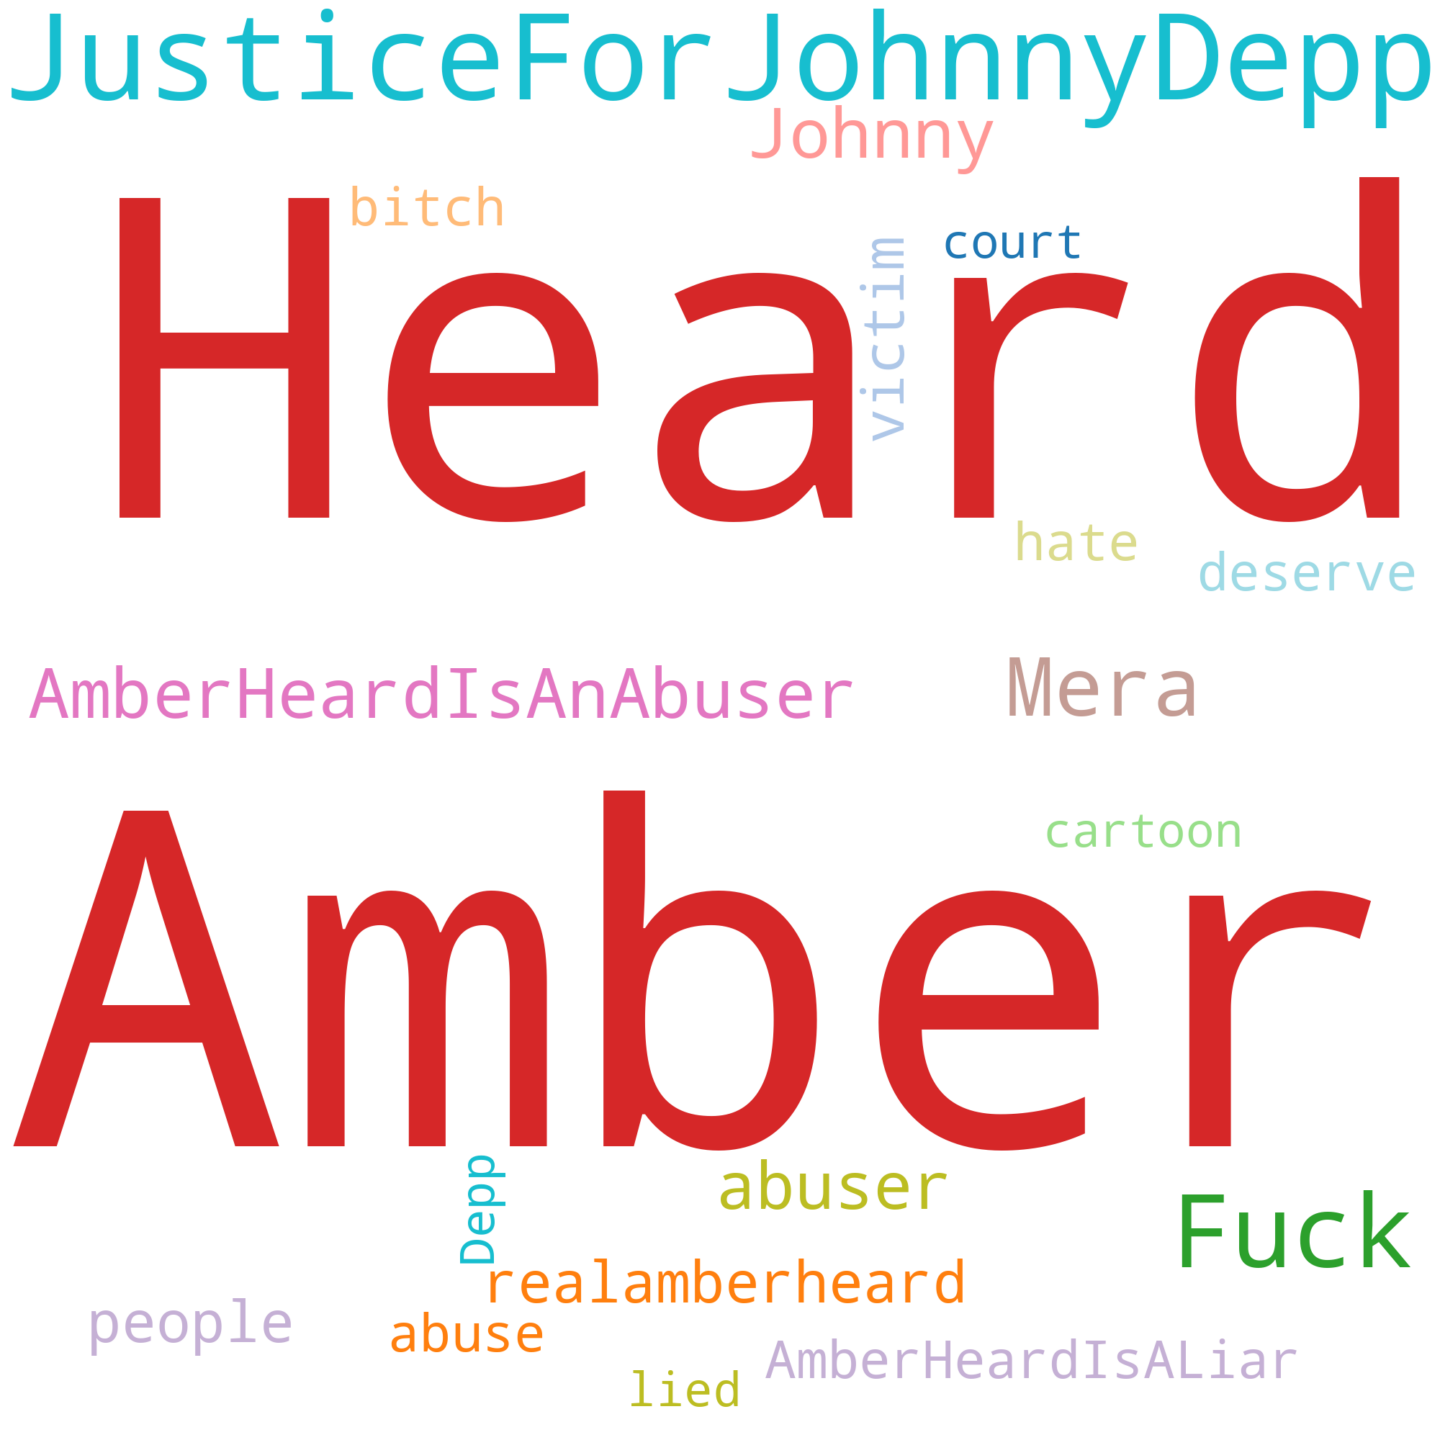 JusticeForJohnnyDepp
Johnny
bitch
court
victim
Heard
hate
deserve
AmberHeardIsAnAbuser
Mera
cartoon
Amber
Depp
abuser
Fuck
realamberheard
people
abuse
AmberHeardIsALiar
lied